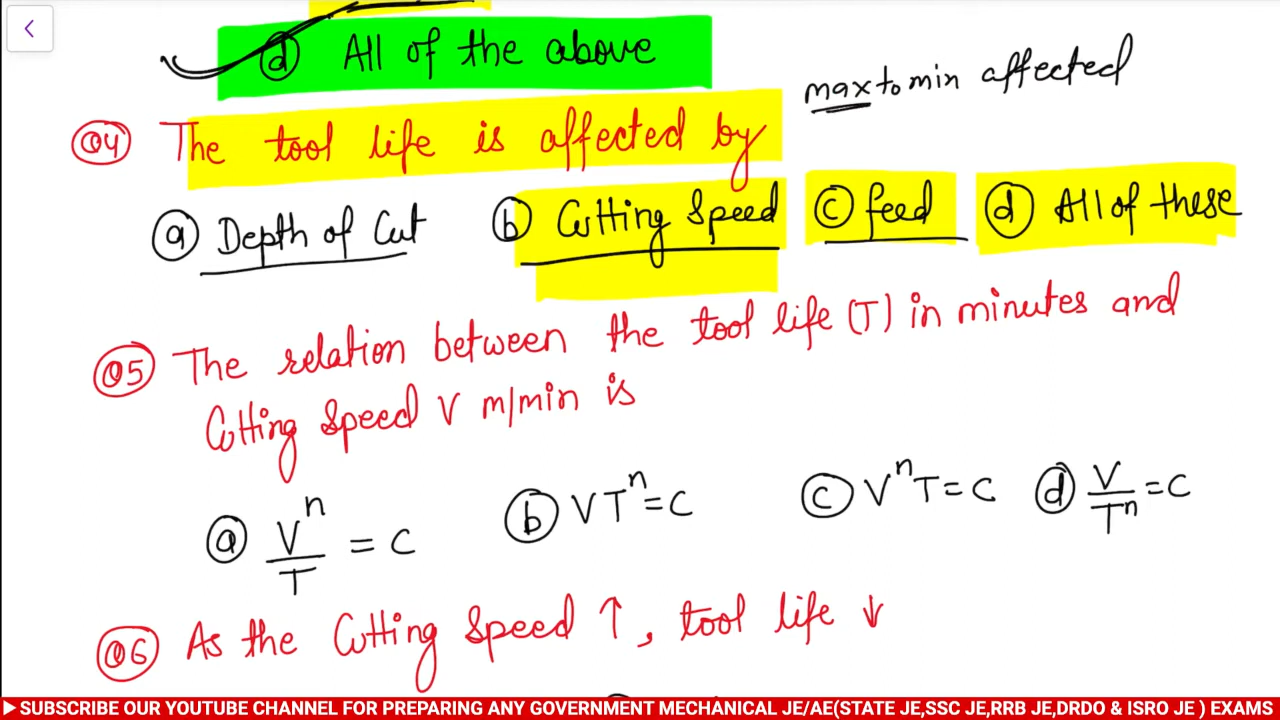 (d) All of the above
max to min affected
Q4 The tool life is affected by
(a) Depth of Cut (b) Cutting Speed (c) feed (d) All of these
Q5 The relation between the tool life (T) in minutes and
Cutting Speed V m/min is
(a) V^n/T = C (b) VT^n = C (c) V^nT = C (d) V/T^n = C
Q6 As the Cutting Speed ↑, tool life ↓
▶ SUBSCRIBE OUR YOUTUBE CHANNEL FOR PREPARING ANY GOVERNMENT MECHANICAL JE/AE(STATE JE,SSC JE,RRB JE,DRDO & ISRO JE ) EXAMS